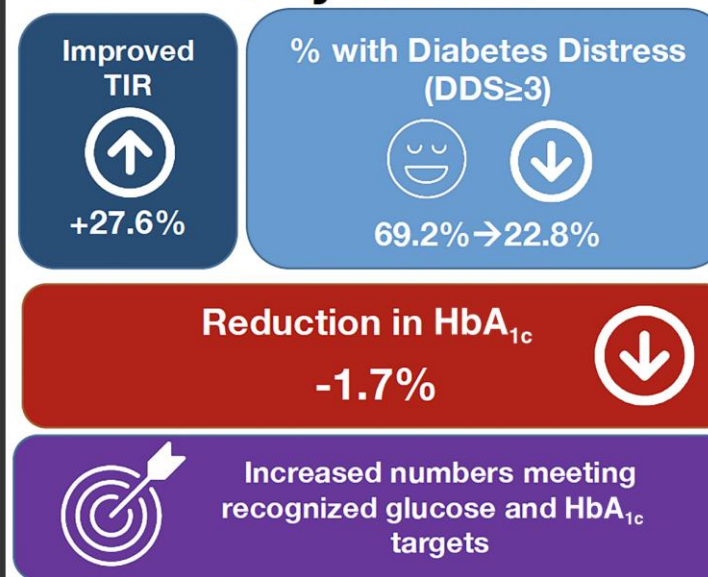 Improved
TIR
+27.6%
% with Diabetes Distress
(DDS≥3)
69.2%→22.8%
Reduction in HbA1c
-1.7%
Increased numbers meeting
recognized glucose and HbA1c
targets